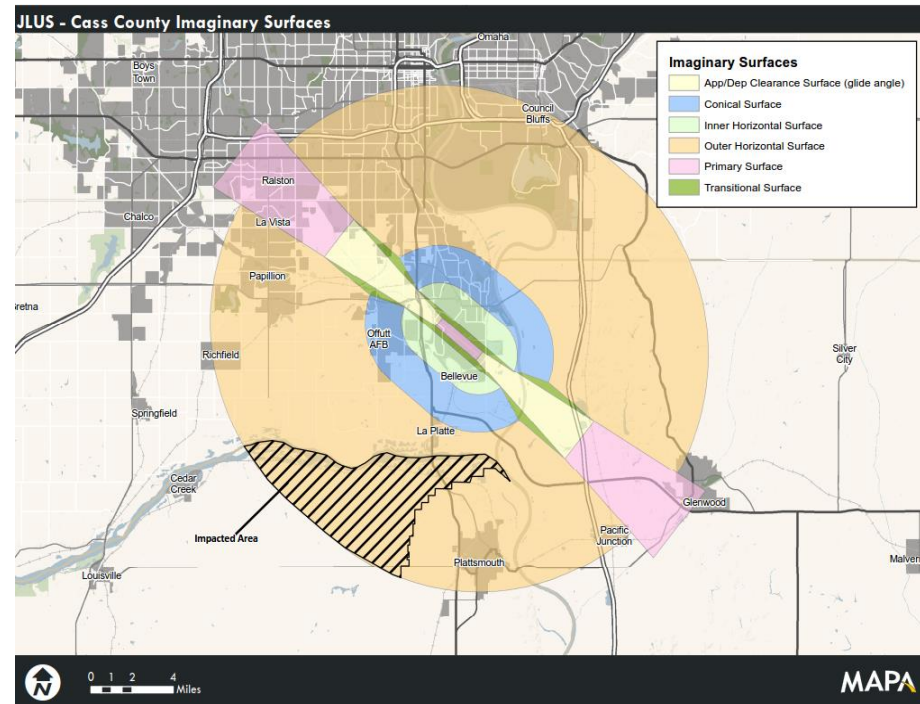 JLUS - Cass County Imaginary Surfaces
Omaha
Boys
Town
Council
Bluffs
Imaginary Surfaces
App/Dep Clearance Surface (glide angle)
Conical Surface
Inner Horizontal Surface
Outer Horizontal Surface
Primary Surface
Transitional Surface
Ralston
Chalco
La Vista
Papillion
retna
Offutt
AFB
Richfield
Silver
City
Bellevue
Springfield
La Platte
Cedar
Creek
Glenwood
Impacted Area
Pacific
Junction
Plattsmouth
Malvern
Louisville
N
0 1 2 4
Miles
MAPA